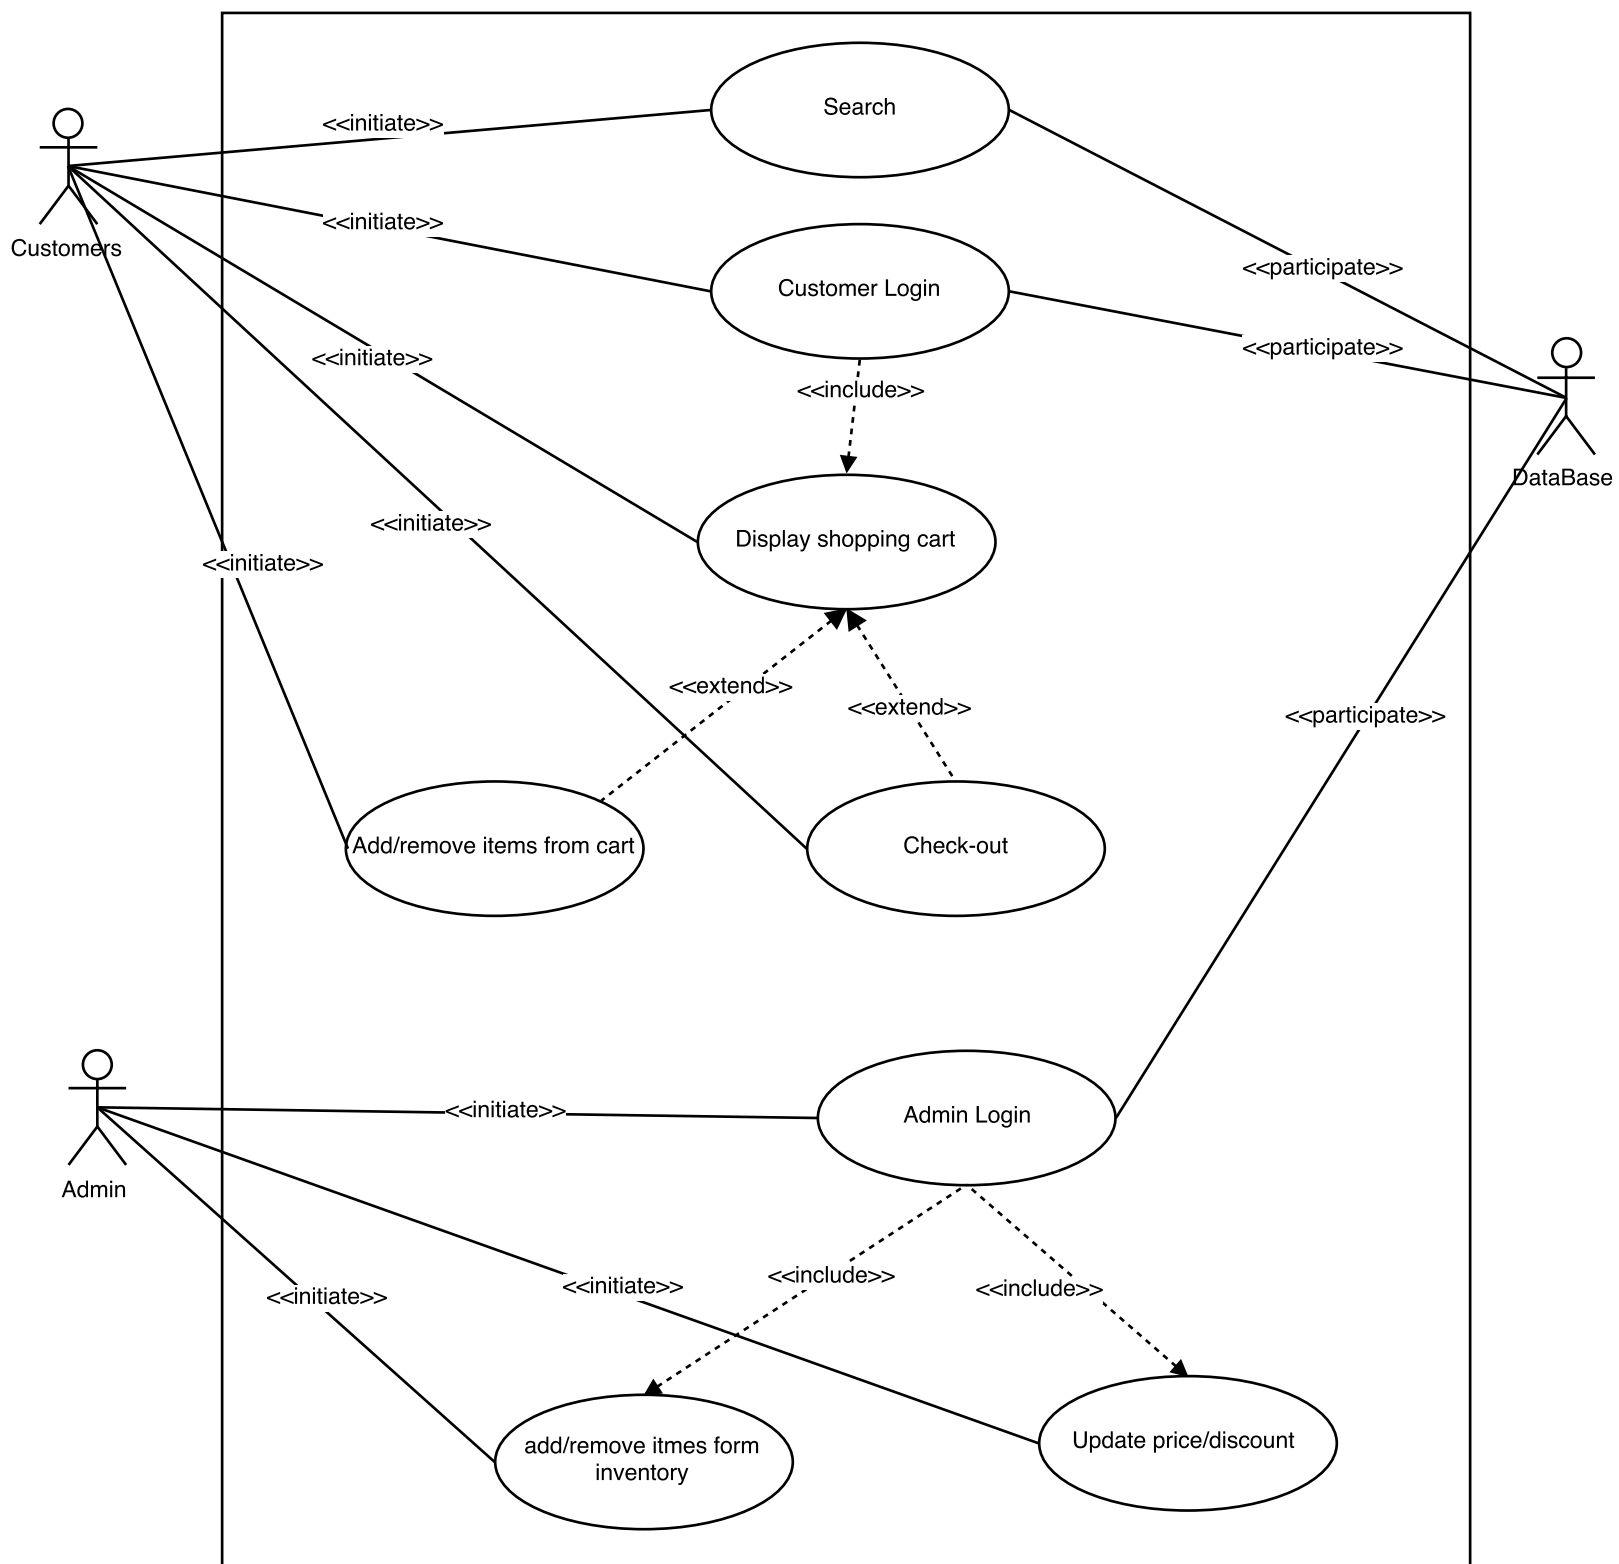 Search
<<initiate>>
Customers
<<initiate>>
Customer Login
<<participate>>
<<participate>>
<<initiate>>
<<include>>
DataBase
<<initiate>>
Display shopping cart
<<initiate>>
<<extend>>
<<extend>>
<<participate>>
Add/remove items from cart
Check-out
<<initiate>>
Admin Login
Admin
<<initiate>>
<<initiate>>
<<include>>
<<include>>
add/remove itmes form
inventory
Update price/discount